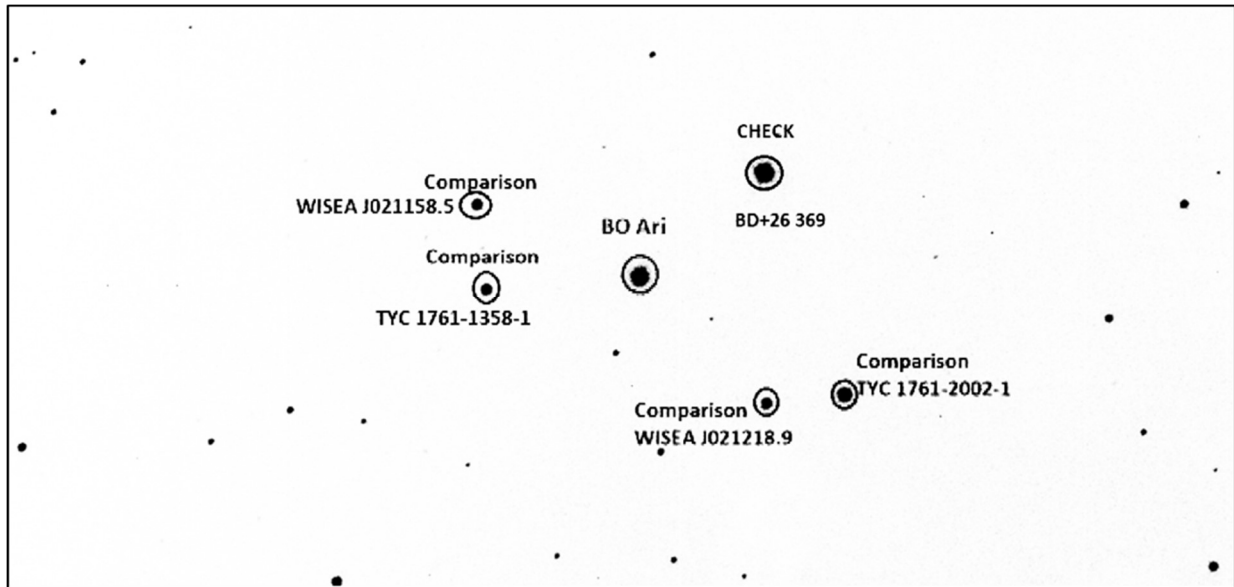 CHECK
BD+26 369
Comparison
WISEA J021158.5
BO Ari
Comparison
TYC 1761-1358-1
Comparison
TYC 1761-2002-1
Comparison
WISEA J021218.9